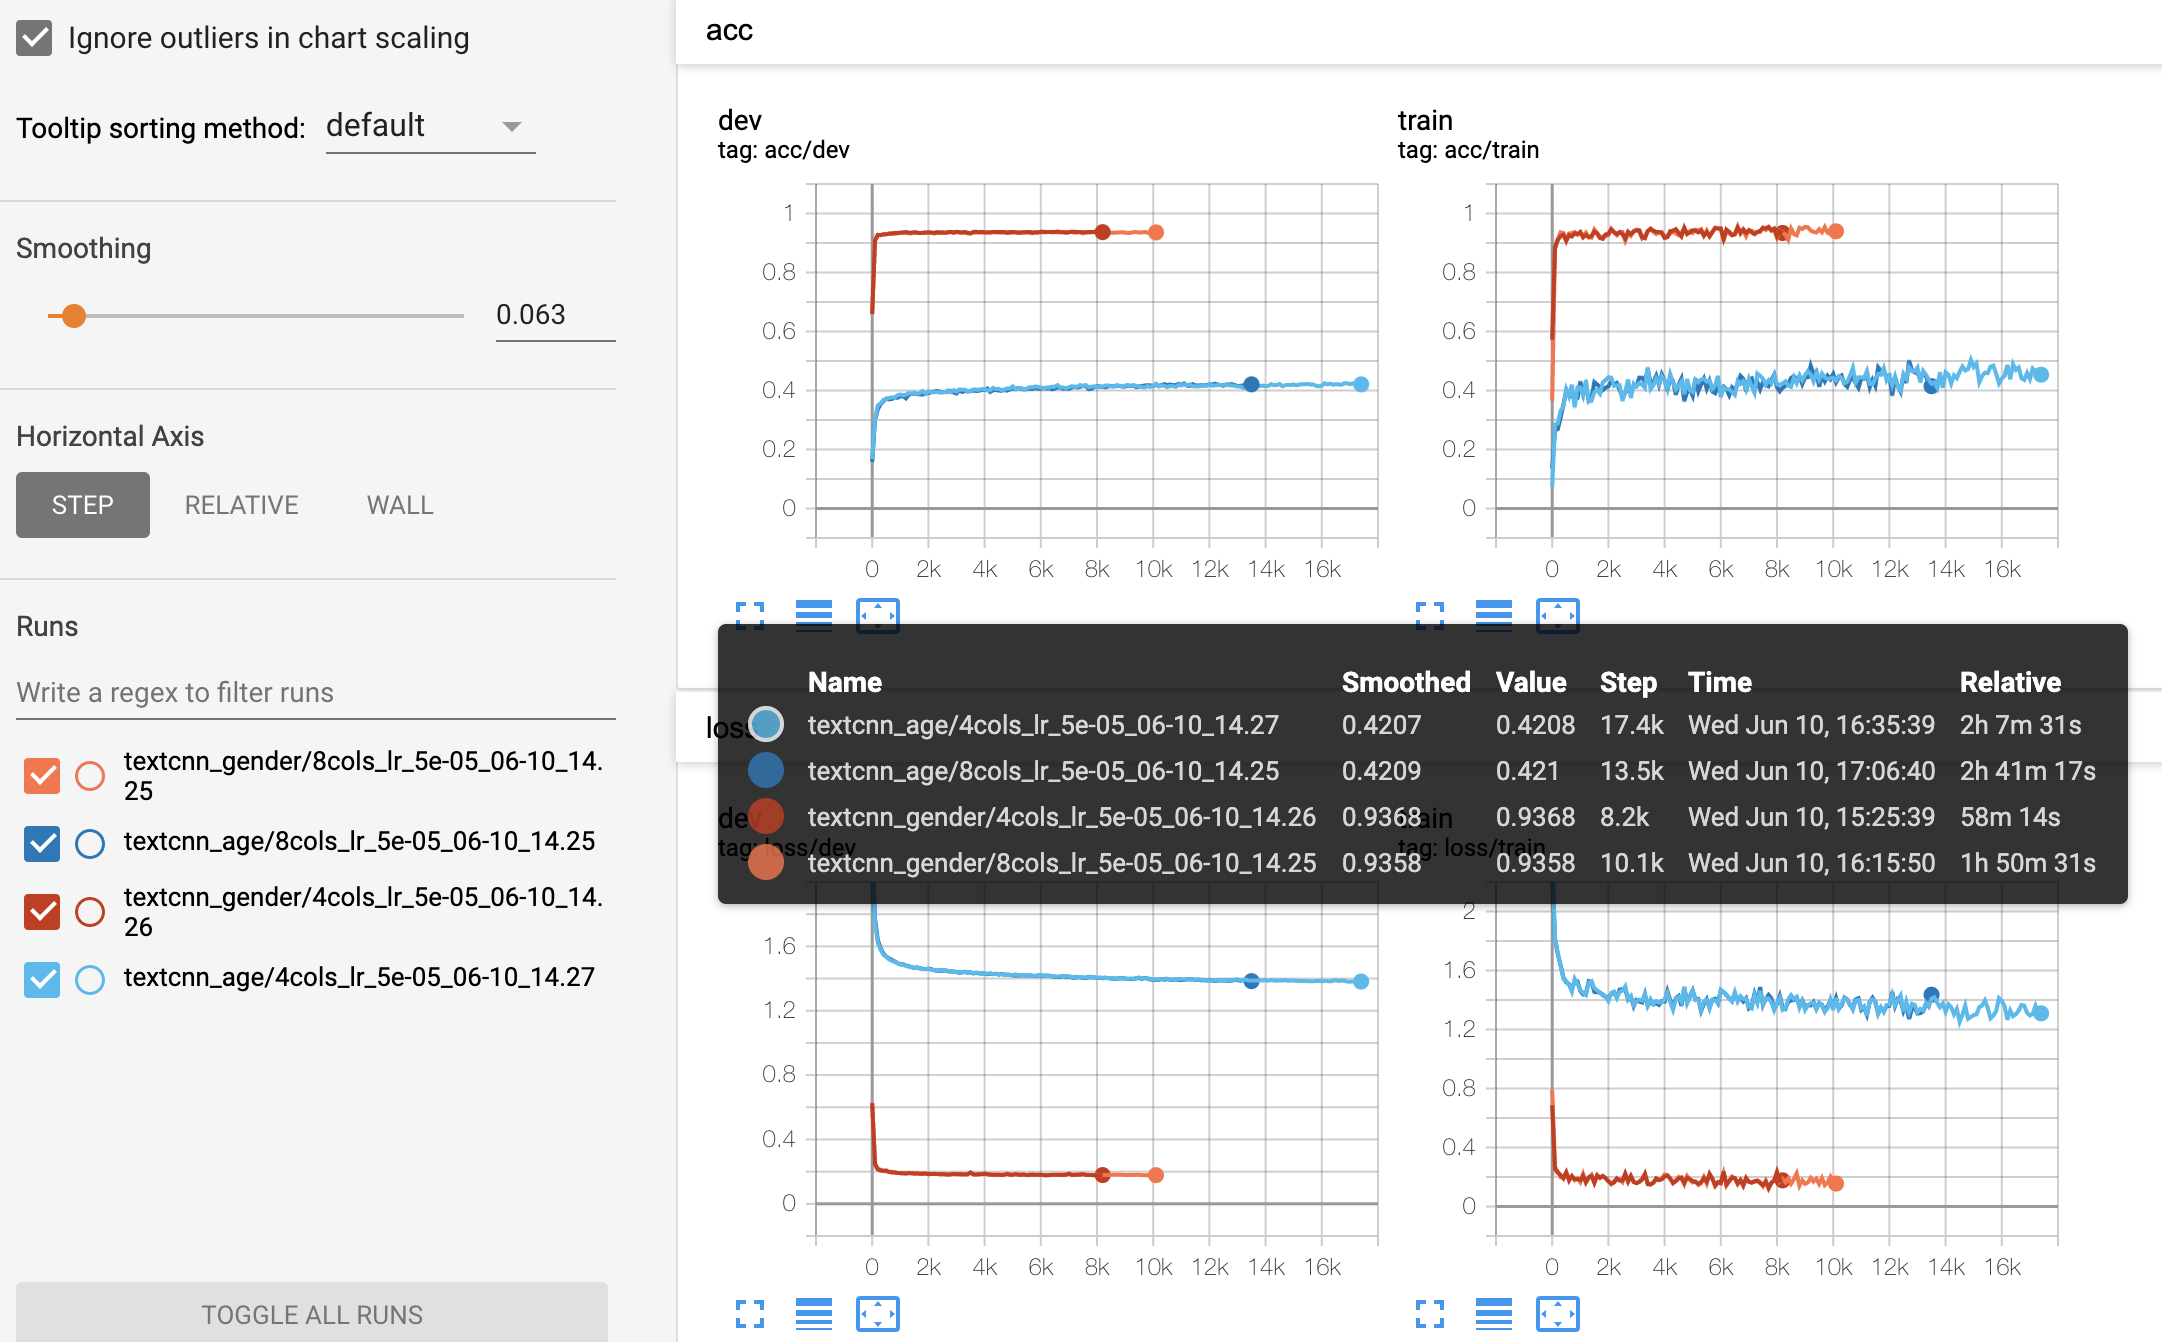 Ignore outliers in chart scaling
Tooltip sorting method: default
Smoothing
0.063
Horizontal Axis
STEP RELATIVE WALL
Runs
Write a regex to filter runs
textcnn_gender/8cols_lr_5e-05_06-10_14.
25
textcnn_age/8cols_lr_5e-05_06-10_14.25
textcnn_gender/4cols_lr_5e-05_06-10_14.
26
textcnn_age/4cols_lr_5e-05_06-10_14.27
TOGGLE ALL RUNS
acc
dev
tag: acc/dev
1
0.8
0.6
0.4
0.2
0
0 2k 4k 6k 8k 10k 12k 14k 16k
train
tag: acc/train
1
0.8
0.6
0.4
0.2
0
0 2k 4k 6k 8k 10k 12k 14k 16k
loss
Name Smoothed Value Step Time Relative
textcnn_age/4cols_lr_5e-05_06-10_14.27 0.4207 0.4208 17.4k Wed Jun 10, 16:35:39 2h 7m 31s
textcnn_age/8cols_lr_5e-05_06-10_14.25 0.4209 0.421 13.5k Wed Jun 10, 17:06:40 2h 41m 17s
textcnn_gender/4cols_lr_5e-05_06-10_14.26 0.9368 0.9368 8.2k Wed Jun 10, 15:25:39 58m 14s
textcnn_gender/8cols_lr_5e-05_06-10_14.25 0.9358 0.9358 10.1k Wed Jun 10, 16:15:50 1h 50m 31s
dev
tag: loss/dev
1.6
1.2
0.8
0.4
0
0 2k 4k 6k 8k 10k 12k 14k 16k
train
tag: loss/train
2
1.6
1.2
0.8
0.4
0
0 2k 4k 6k 8k 10k 12k 14k 16k